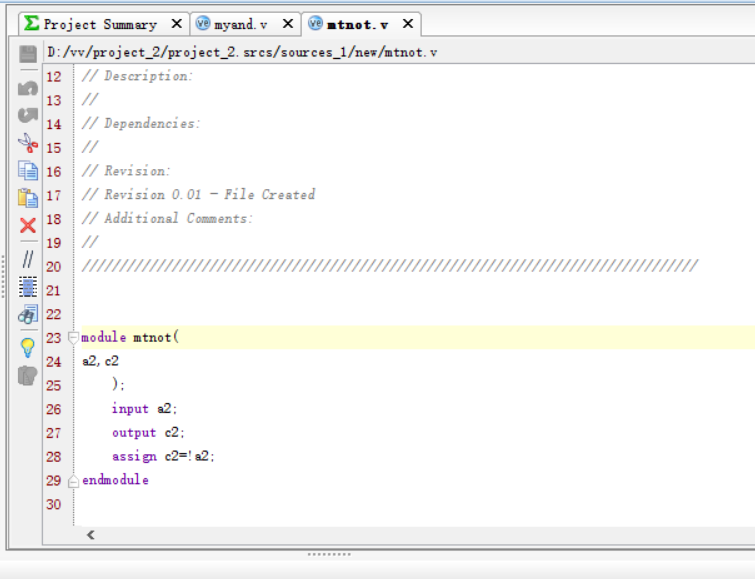 Project Summary × myand.v × mtnot.v ×
D:/vv/project_2/project_2.srcs/sources_1/new/mtnot.v
12 // Description:
13 //
14 // Dependencies:
15 //
16 // Revision:
17 // Revision 0.01 - File Created
18 // Additional Comments:
19 //
20 //////////////////////////////////////////////////////////////////////////////////
21
22
23 module mtnot(
24 a2,c2
25 );
26 input a2;
27 output c2;
28 assign c2=!a2;
29 endmodule
30